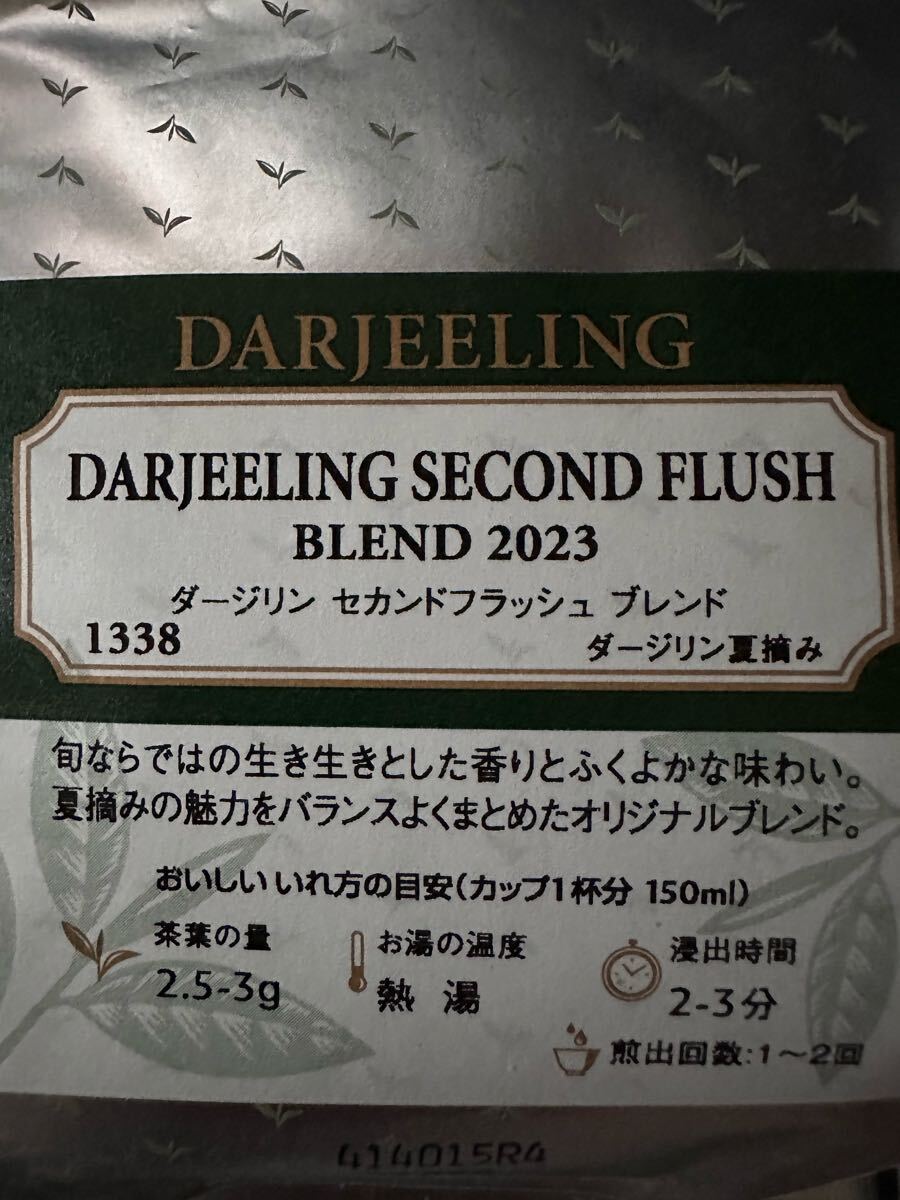 DARJEELING
DARJEELING SECOND FLUSH
BLEND 2023
ダージリン セカンドフラッシュ ブレンド
1338 ダージリン夏摘み
旬ならではの生き生きとした香りとふくよかな味わい。
夏摘みの魅力をバランスよくまとめたオリジナルブレンド。
おいしいいれ方の目安(カップ1杯分 150ml)
茶葉の量 お湯の温度 浸出時間
2.5-3g 熱 湯 2-3分
煎出回数:1～2回
414015R4